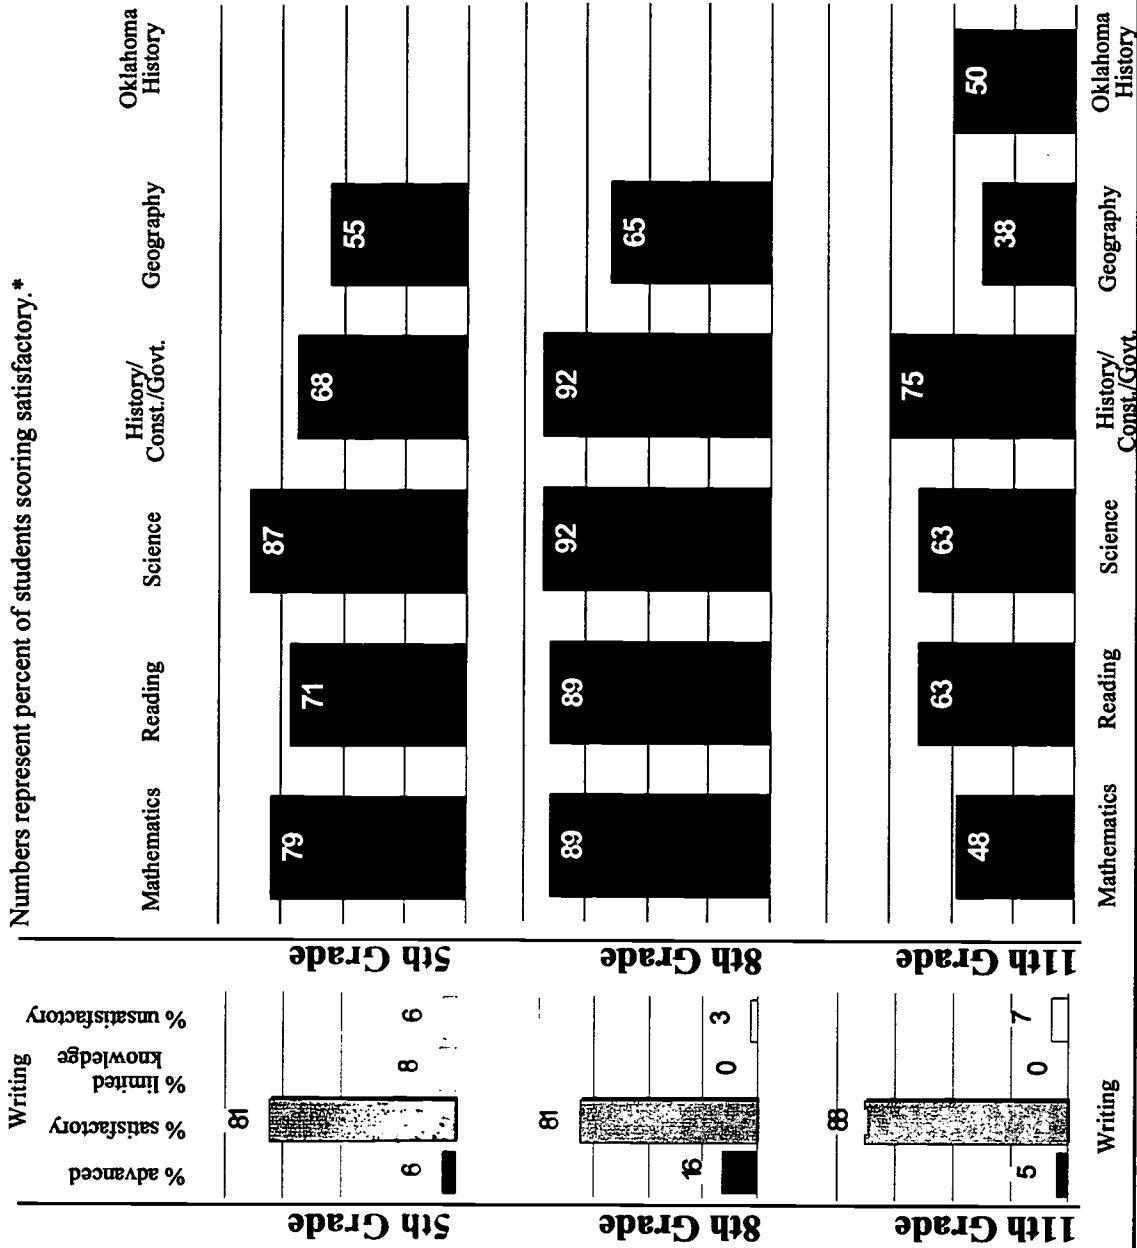 Numbers represent percent of students scoring satisfactory.*
Writing
% advanced
% satisfactory
% limited
knowledge
% unsatisfactory
Mathematics
Reading
Science
History/
Const./Govt.
Geography
Oklahoma
History
5th Grade
6
81
8
6
5th Grade
79
71
87
68
55
8th Grade
16
81
0
3
8th Grade
89
89
92
92
65
11th Grade
5
88
0
7
11th Grade
48
63
63
75
38
50
Writing
Mathematics
Reading
Science
History/
Const./Govt.
Geography
Oklahoma
History